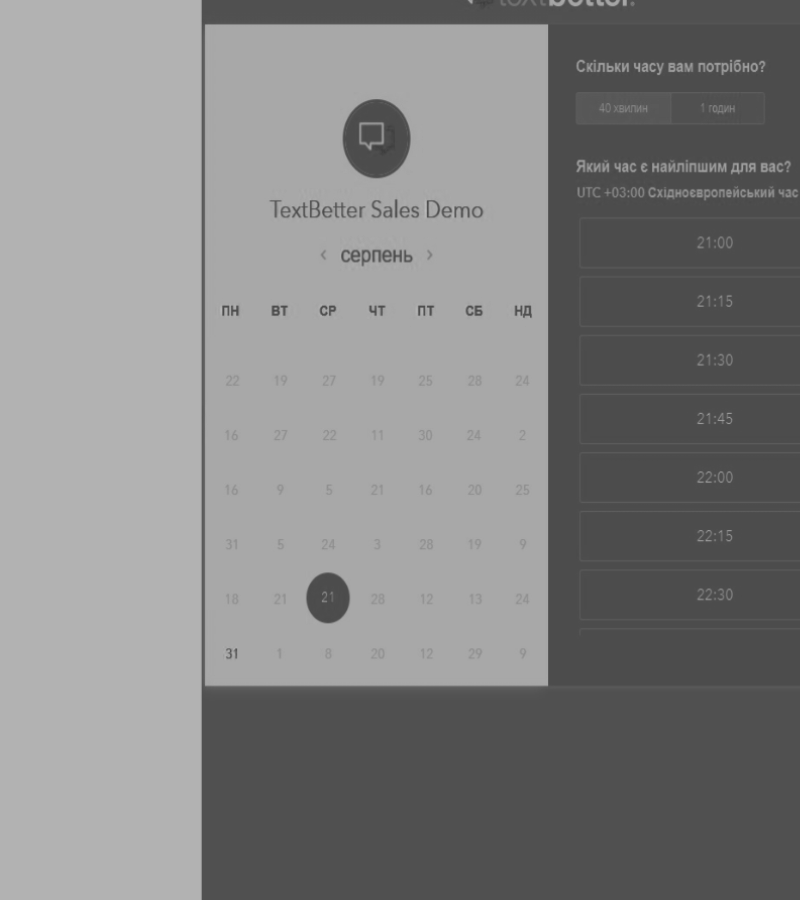 textbetter.
TextBetter Sales Demo
‹ серпень ›
ПН ВТ СР ЧТ ПТ СБ НД
22 19 27 19 25 28 24
16 27 22 11 30 24 2
16 9 5 21 16 20 25
31 5 24 3 28 19 9
18 21 21 28 12 13 24
31 1 8 20 12 29 9
Скільки часу вам потрібно?
40 хвилин 1 годин
Який час є найліпшим для вас?
UTC +03:00 Східноєвропейський час
21:00
21:15
21:30
21:45
22:00
22:15
22:30